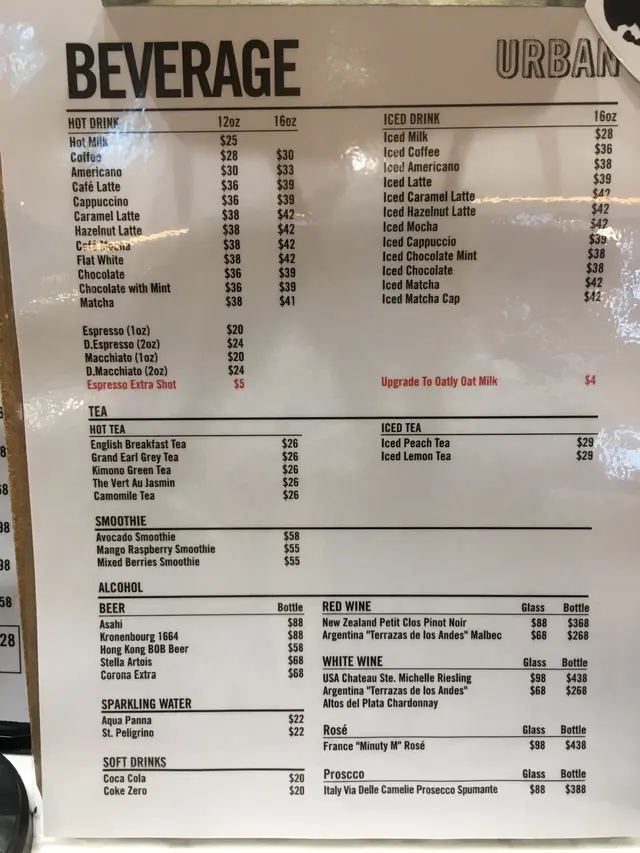 BEVERAGE
URBAN
HOT DRINK 12oz 16oz
Hot Milk $25
Coffee $28 $30
Americano $30 $33
Café Latte $36 $39
Cappuccino $36 $39
Caramel Latte $38 $42
Hazelnut Latte $38 $42
Café Mocha $38 $42
Flat White $38 $42
Chocolate $36 $39
Chocolate with Mint $36 $39
Matcha $38 $41
Espresso (1oz) $20
D.Espresso (2oz) $24
Macchiato (1oz) $20
D.Macchiato (2oz) $24
Espresso Extra Shot $5
ICED DRINK 16oz
Iced Milk $28
Iced Coffee $36
Iced Americano $38
Iced Latte $39
Iced Caramel Latte $42
Iced Hazelnut Latte $42
Iced Mocha $42
Iced Cappuccio $39
Iced Chocolate Mint $38
Iced Chocolate $38
Iced Matcha $42
Iced Matcha Cap $42
Upgrade To Oatly Oat Milk $4
TEA
HOT TEA
English Breakfast Tea $26
Grand Earl Grey Tea $26
Kimono Green Tea $26
The Vert Au Jasmin $26
Camomile Tea $26
ICED TEA
Iced Peach Tea $29
Iced Lemon Tea $29
SMOOTHIE
Avocado Smoothie $58
Mango Raspberry Smoothie $55
Mixed Berries Smoothie $55
ALCOHOL
BEER Bottle
Asahi $88
Kronenbourg 1664 $88
Hong Kong BOB Beer $58
Stella Artois $68
Corona Extra $68
SPARKLING WATER
Aqua Panna $22
St. Peligrino $22
SOFT DRINKS
Coca Cola $20
Coke Zero $20
RED WINE Glass Bottle
New Zealand Petit Clos Pinot Noir $88 $368
Argentina "Terrazas de los Andes" Malbec $68 $268
WHITE WINE Glass Bottle
USA Chateau Ste. Michelle Riesling $98 $438
Argentina "Terrazas de los Andes" $68 $268
Altos del Plata Chardonnay
Rosé Glass Bottle
France "Minuty M" Rosé $98 $438
Proscco Glass Bottle
Italy Via Delle Camelie Prosecco Spumante $88 $388